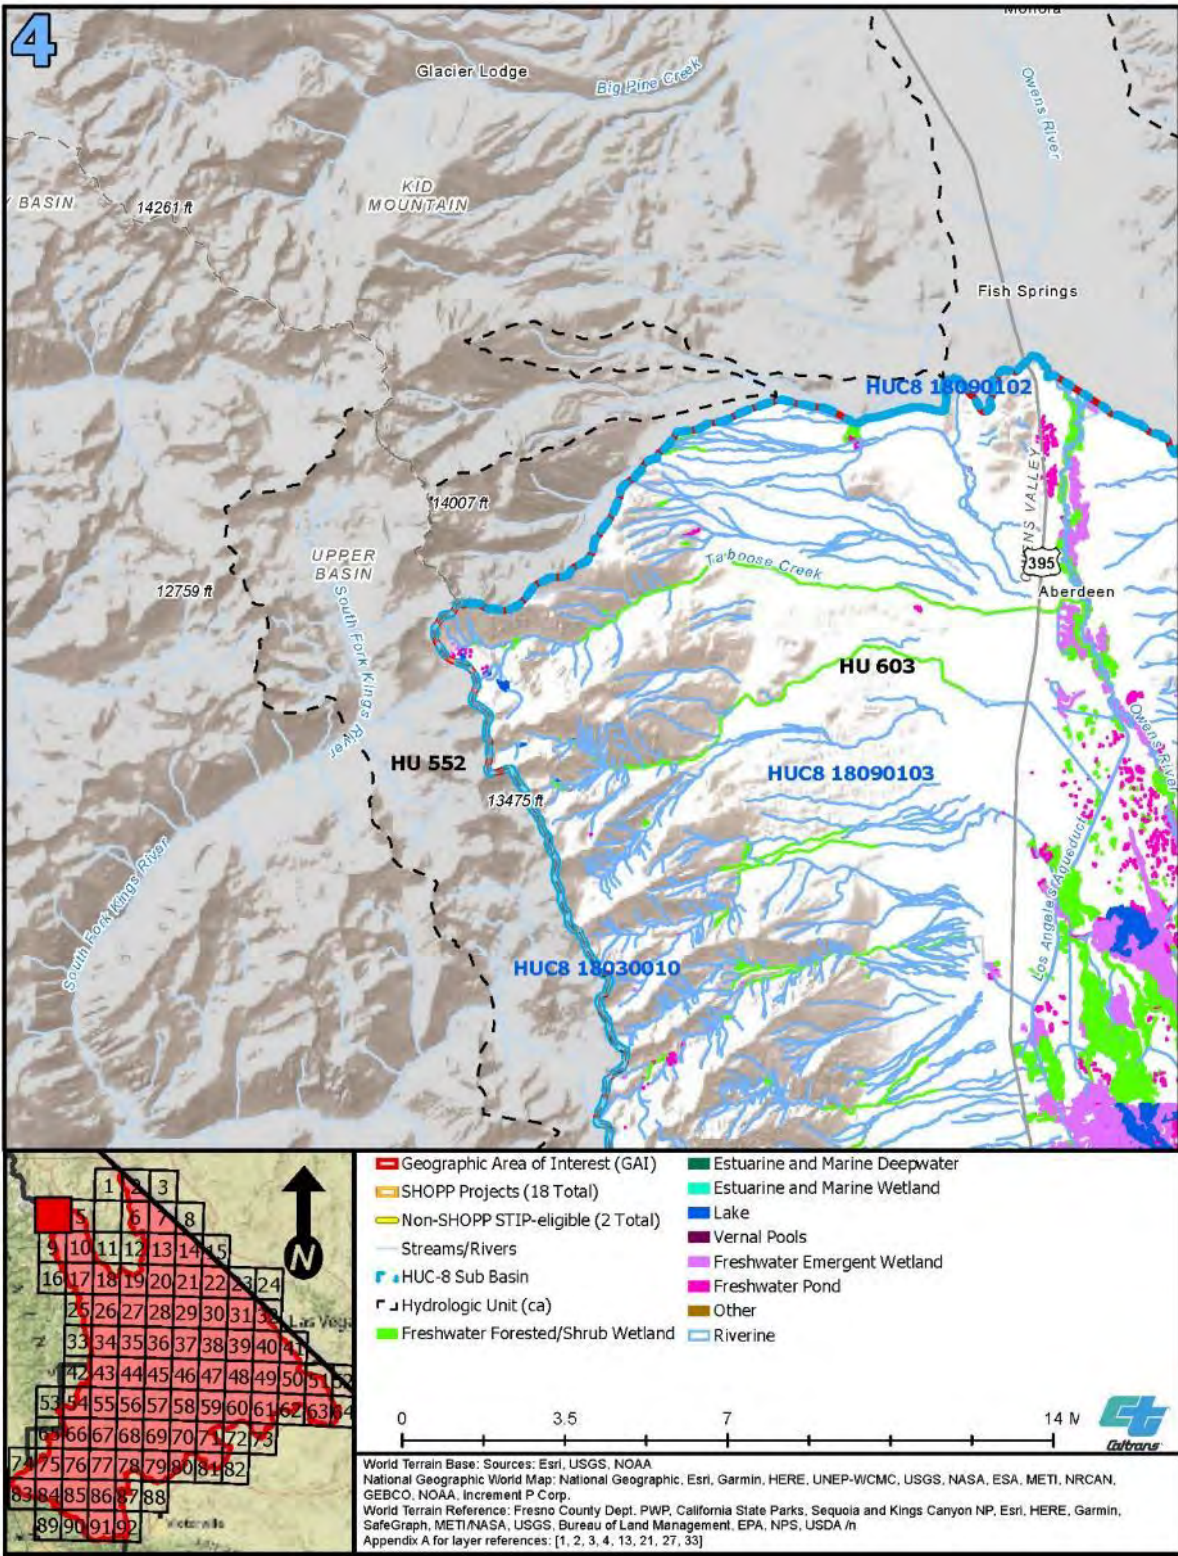 4
Monora
Glacier Lodge
Big Pine Creek
Owens River
KID
MOUNTAIN
Y BASIN
14261 ft
Fish Springs
HUC8 18090102
14007 ft
OWENS VALLEY
UPPER
BASIN
Taboose Creek
395
12759 ft
Aberdeen
South Fork Kings River
HU 603
Owens River
HU 552
HUC8 18090103
13475 ft
Los Angeles Aqueduct
South Fork Kings River
HUC8 18030010
1 2 3
5 6 7 8
9 10 11 12 13 14 15
16 17 18 19 20 21 22 23 24
25 26 27 28 29 30 31 32
Las Vega
33 34 35 36 37 38 39 40 41
42 43 44 45 46 47 48 49 50 51 52
53 54 55 56 57 58 59 60 61 62 63 64
65 66 67 68 69 70 71 72 73
74 75 76 77 78 79 80 81 82
83 84 85 86 87 88
89 90 91 92
Victorville
N
Geographic Area of Interest (GAI)
SHOPP Projects (18 Total)
Non-SHOPP STIP-eligible (2 Total)
Streams/Rivers
HUC-8 Sub Basin
Hydrologic Unit (ca)
Freshwater Forested/Shrub Wetland
Estuarine and Marine Deepwater
Estuarine and Marine Wetland
Lake
Vernal Pools
Freshwater Emergent Wetland
Freshwater Pond
Other
Riverine
0 3.5 7 14 M
Caltrans
World Terrain Base: Sources: Esri, USGS, NOAA
National Geographic World Map: National Geographic, Esri, Garmin, HERE, UNEP-WCMC, USGS, NASA, ESA, METI, NRCAN,
GEBCO, NOAA, Increment P Corp.
World Terrain Reference: Fresno County Dept. PWP, California State Parks, Sequoia and Kings Canyon NP, Esri, HERE, Garmin,
SafeGraph, METI/NASA, USGS, Bureau of Land Management, EPA, NPS, USDA /n
Appendix A for layer references: [1, 2, 3, 4, 13, 21, 27, 33]